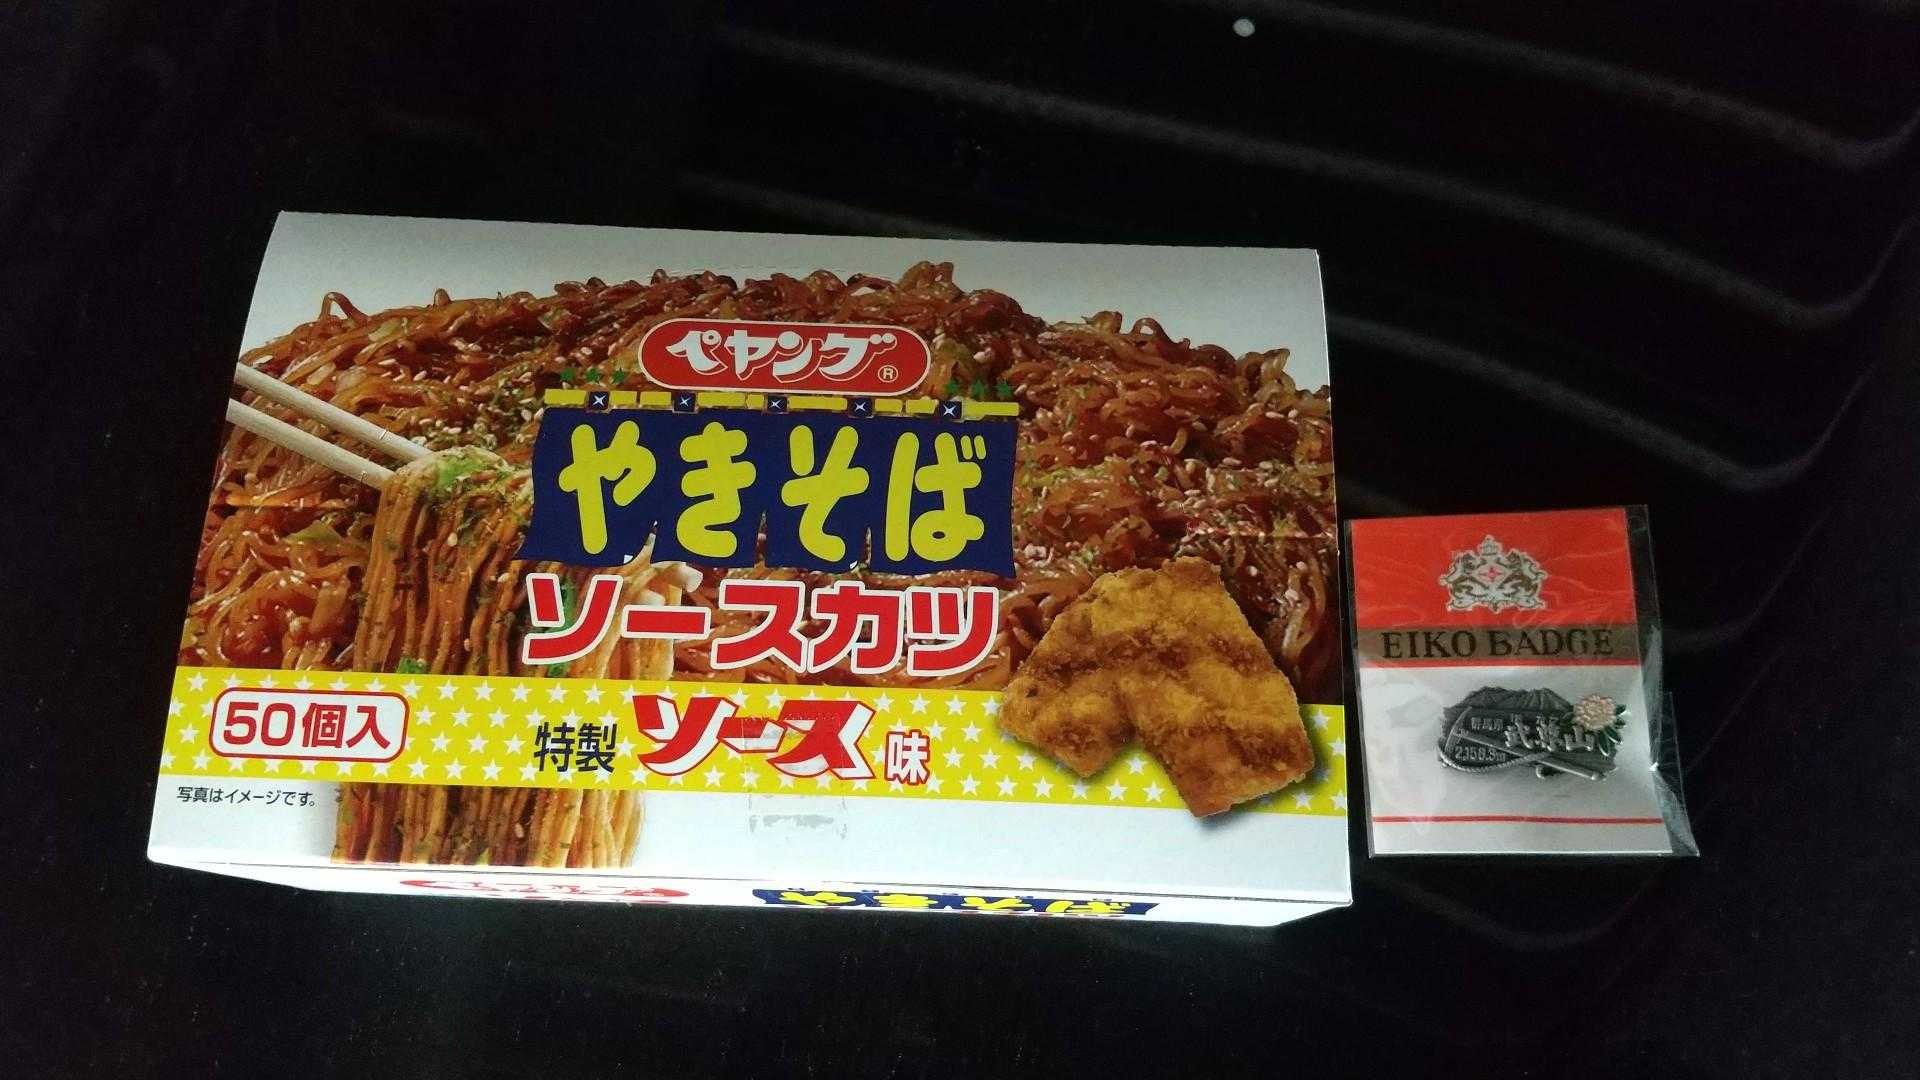 ペヤング®
やきそば
ソースカツ
50個入
特製ソース味
写真はイメージです。
EIKO BADGE
群馬県
武尊山
2,158.3m